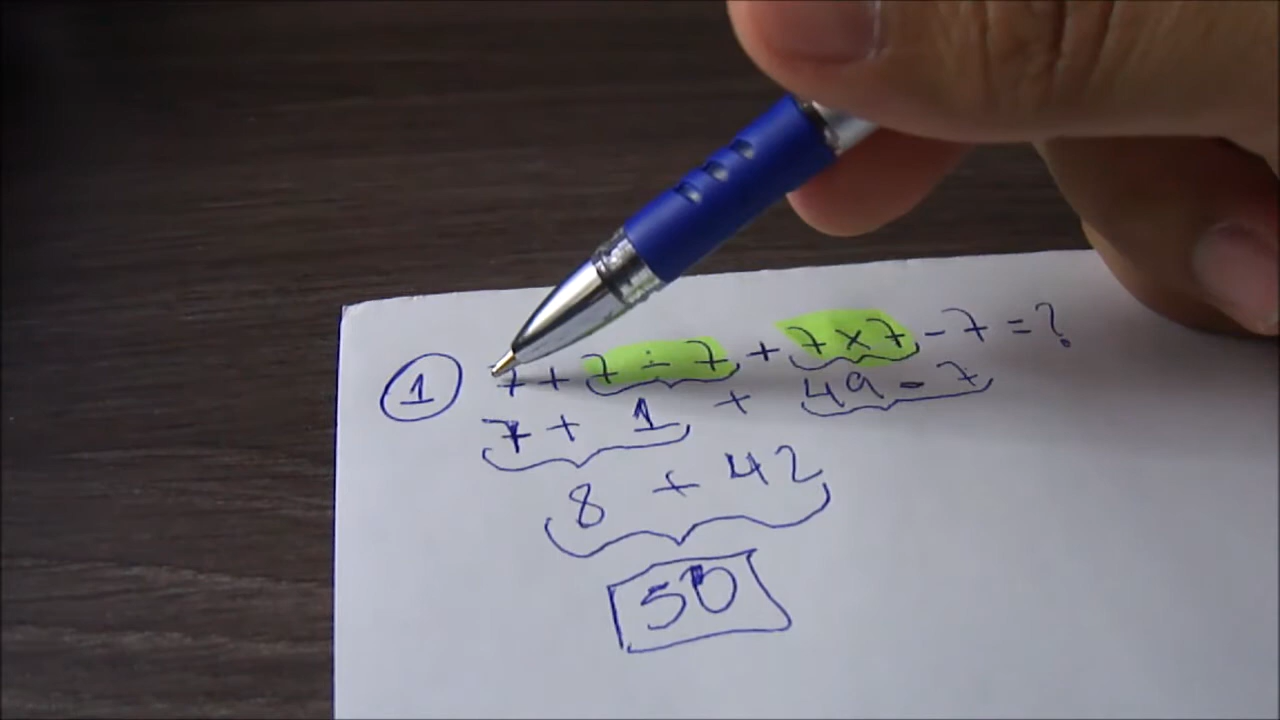 1 7 + 7 ÷ 7 + 7 × 7 - 7 = ?
7 + 1 + 49 - 7
8 + 42
50